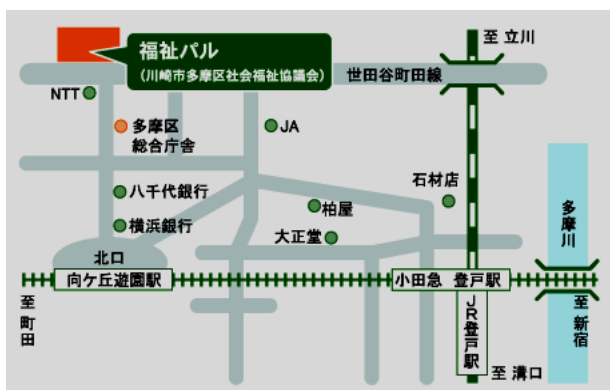 福祉パル
(川崎市多摩区社会福祉協議会)
至 立川
世田谷町田線
NTT
多摩区
総合庁舎
JA
八千代銀行
石材店
柏屋
横浜銀行
大正堂
多摩川
北口
向ケ丘遊園駅
小田急 登戸駅
JR登戸駅
至 町田
至 新宿
至 溝口